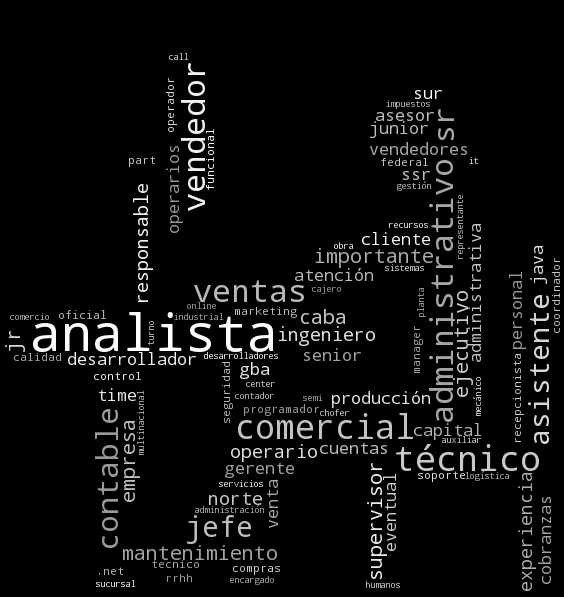 call
vendedor
operador
funcional
operarios
part
responsable
sur
impuestos
asesor
junior
vendedores
federal
it
ssr
gestión
sr
administrativo
representante
recursos
cliente
obra
importante
sistemas
atención
administrativa
ventas
cajero
online
marketing
industrial
comercio
oficial
turno
analista
jr
caba
ingeniero
planta
manager
ejecutivo
personal
java
coordinador
calidad
desarrollador
desarrolladores
senior
gba
center
control
seguridad
contador
semi
producción
mecánico
recepcionista
asistente
time
programador
chofer
comercial
capital
auxiliar
contable
empresa
multinacional
operario
cuentas
técnico
gerente
soporte
logística
servicios
norte
venta
administración
supervisor
eventual
experiencia
cobranzas
jefe
mantenimiento
.net
tecnico
compras
rrhh
encargado
sucursal
humanos